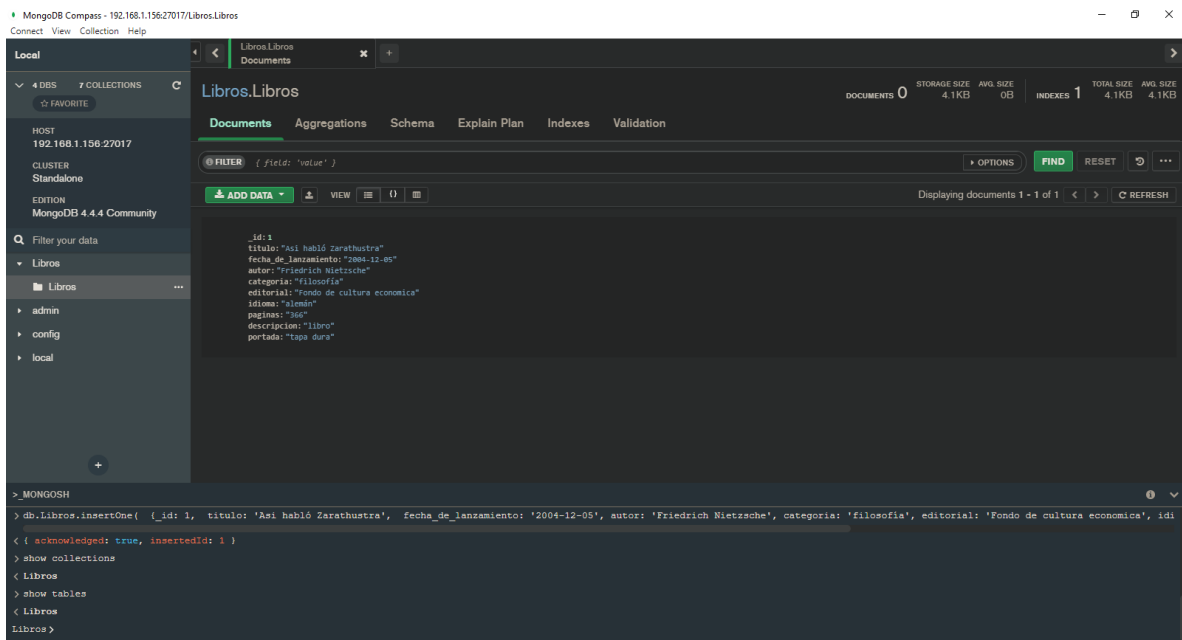 MongoDB Compass - 192.168.1.156:27017/Libros.Libros
Connect View Collection Help
Local
Libros.Libros
Documents
4 DBS 7 COLLECTIONS
FAVORITE
HOST
192.168.1.156:27017
CLUSTER
Standalone
EDITION
MongoDB 4.4.4 Community
Filter your data
Libros
Libros
admin
config
local
Libros.Libros
DOCUMENTS 0 STORAGE SIZE 4.1KB AVG. SIZE 0B INDEXES 1 TOTAL SIZE 4.1KB AVG. SIZE 4.1KB
Documents Aggregations Schema Explain Plan Indexes Validation
FILTER { field: 'value' } OPTIONS FIND RESET
ADD DATA VIEW {} Displaying documents 1 - 1 of 1 < > REFRESH
_id: 1
titulo: "Asi habló Zarathustra"
fecha_de_lanzamiento: "2004-12-05"
autor: "Friedrich Nietzsche"
categoria: "filosofía"
editorial: "Fondo de cultura economica"
idioma: "alemán"
paginas: "366"
descripcion: "libro"
portada: "tapa dura"
>_MONGOSH
> db.Libros.insertOne( {_id: 1, titulo: 'Asi habló Zarathustra', fecha_de_lanzamiento: '2004-12-05', autor: 'Friedrich Nietzsche', categoria: 'filosofía', editorial: 'Fondo de cultura economica', idi
< { acknowledged: true, insertedId: 1 }
> show collections
< Libros
> show tables
< Libros
Libros>